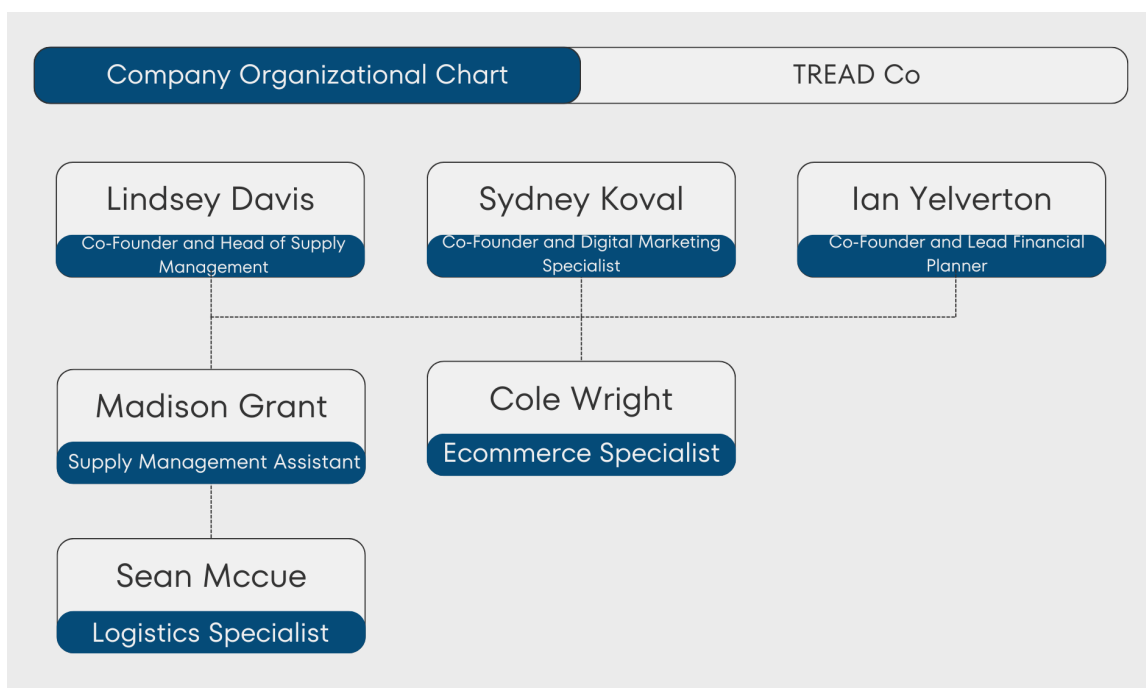 Company Organizational Chart
TREAD Co
Lindsey Davis
Co-Founder and Head of Supply
Management
Sydney Koval
Co-Founder and Digital Marketing
Specialist
Ian Yelverton
Co-Founder and Lead Financial
Planner
Madison Grant
Supply Management Assistant
Cole Wright
Ecommerce Specialist
Sean Mccue
Logistics Specialist